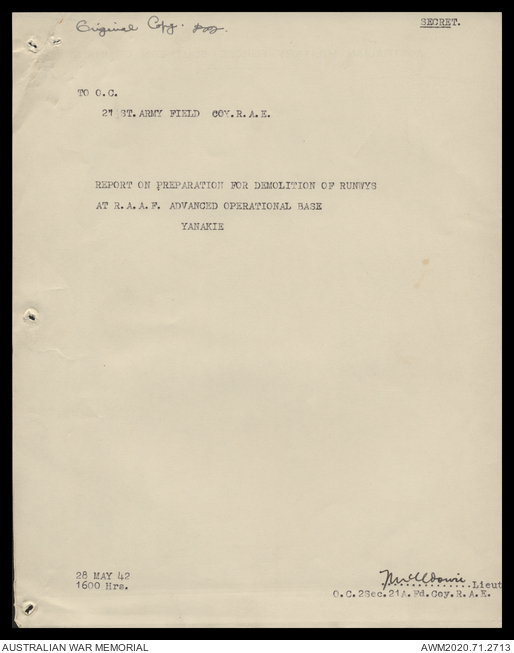 Original Copy.
SECRET.
TO O.C.
21 ST. ARMY FIELD COY.R.A.E.
REPORT ON PREPARATION FOR DEMOLITION OF RUNWYS
AT R.A.A.F. ADVANCED OPERATIONAL BASE
YANAKIE
28 MAY 42
1600 Hrs.
.............Lieut
O.C.2Sec.21A.Fd.Coy.R.A.E.
AUSTRALIAN WAR MEMORIAL
AWM2020.71.2713